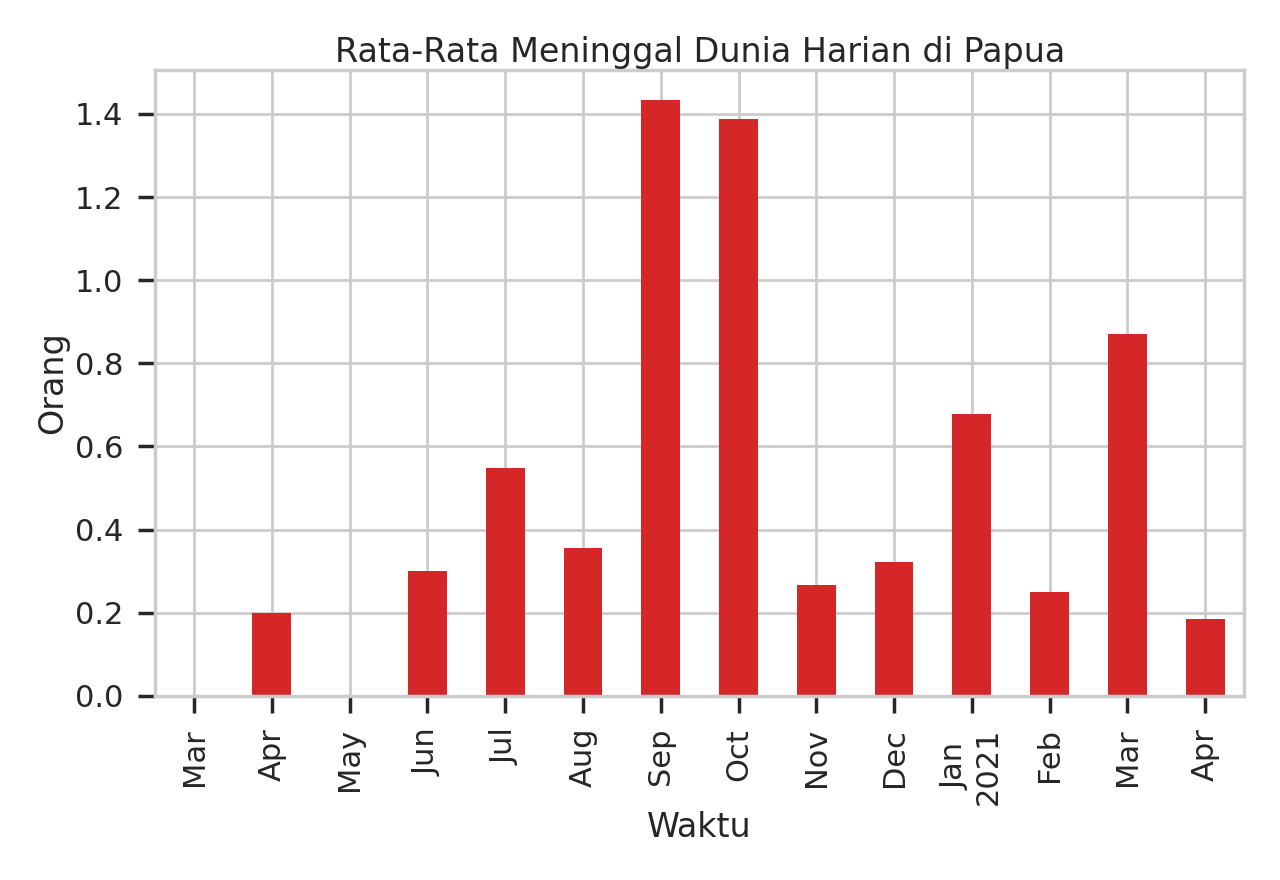 Rata-Rata Meninggal Dunia Harian di Papua
1.4
1.2
1.0
0.8
0.6
0.4
0.2
0.0
Orang
Mar
Apr
May
Jun
Jul
Aug
Sep
Oct
Nov
Dec
Jan
2021
Feb
Mar
Apr
Waktu